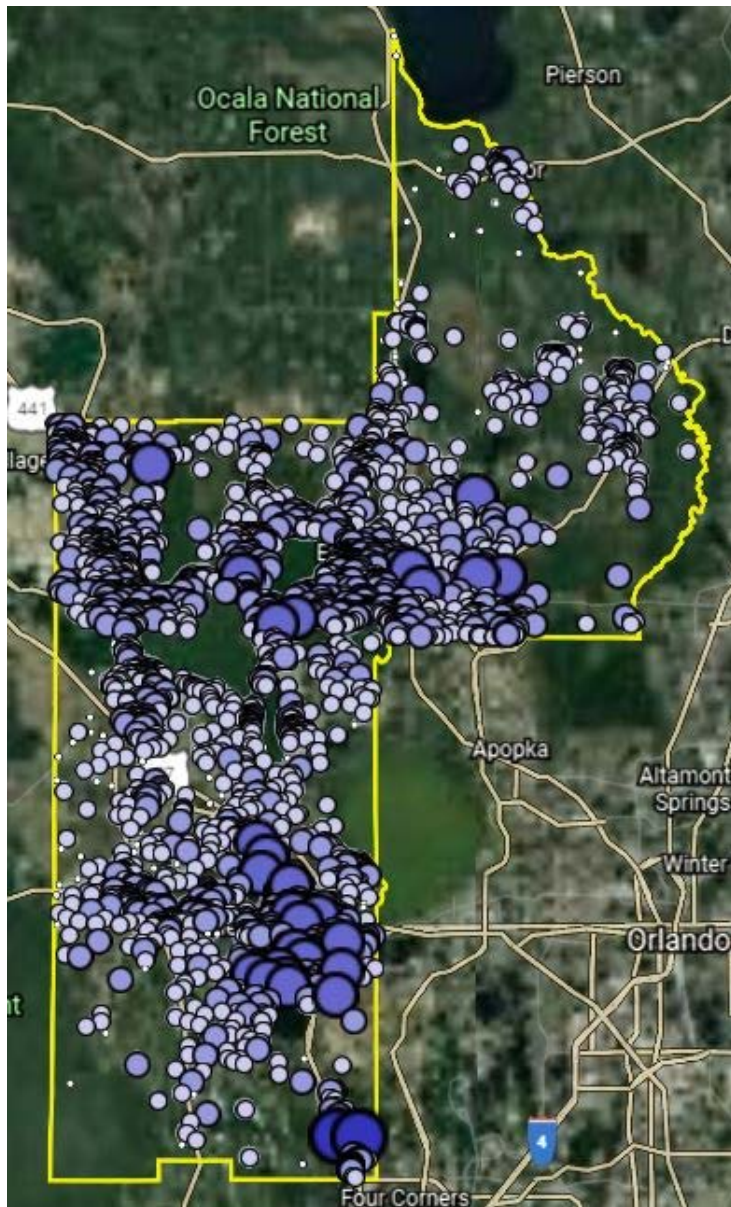 Pierson
Ocala National
Forest
441
Apopka
Altamont
Springs
Winter
Orlando
4
Four Corners